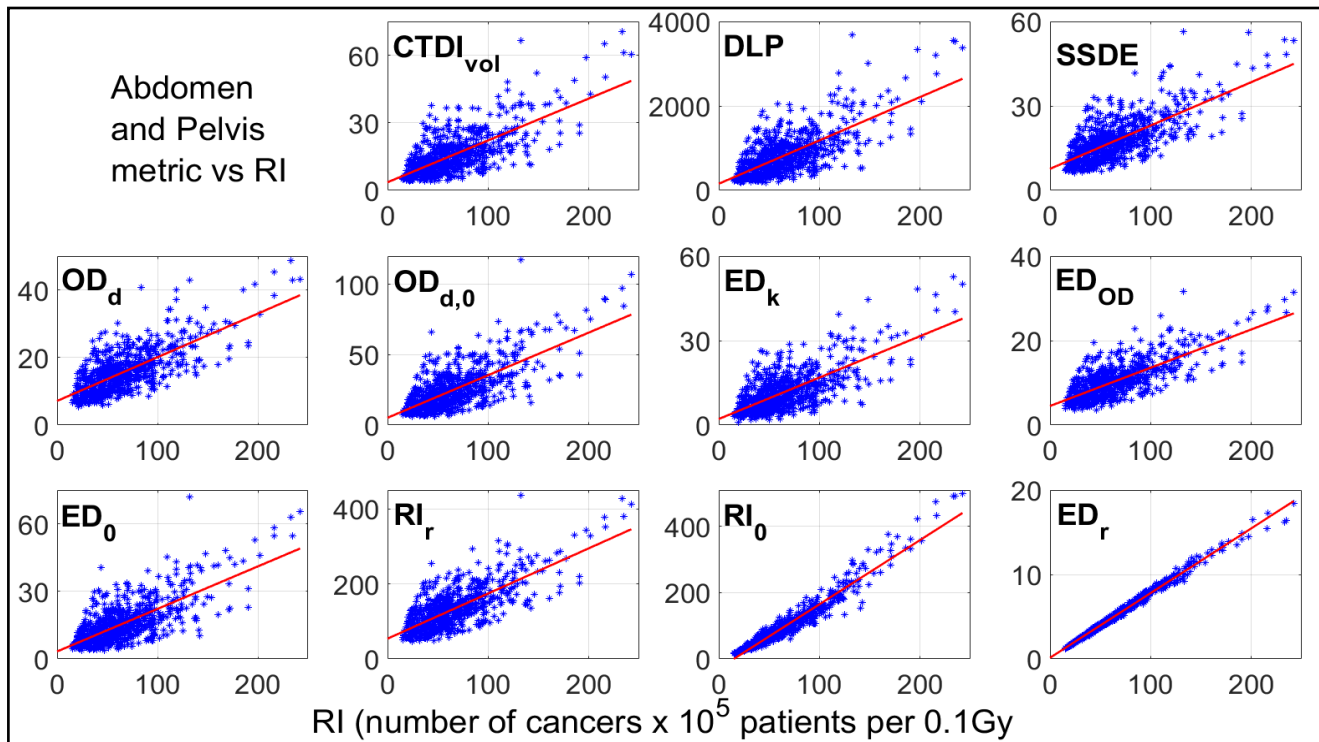 Abdomen
and Pelvis
metric vs RI
CTDIvol
60
30
0
0 100 200
DLP
4000
2000
0
0 100 200
SSDE
60
30
0
0 100 200
ODd
40
20
0
0 100 200
ODd,0
100
50
0
0 100 200
EDk
60
30
0
0 100 200
EDOD
40
20
0
0 100 200
ED0
60
30
0
0 100 200
RIr
400
200
0
0 100 200
RI0
400
200
0
0 100 200
EDr
20
10
0
0 100 200
RI (number of cancers x 10^5 patients per 0.1Gy